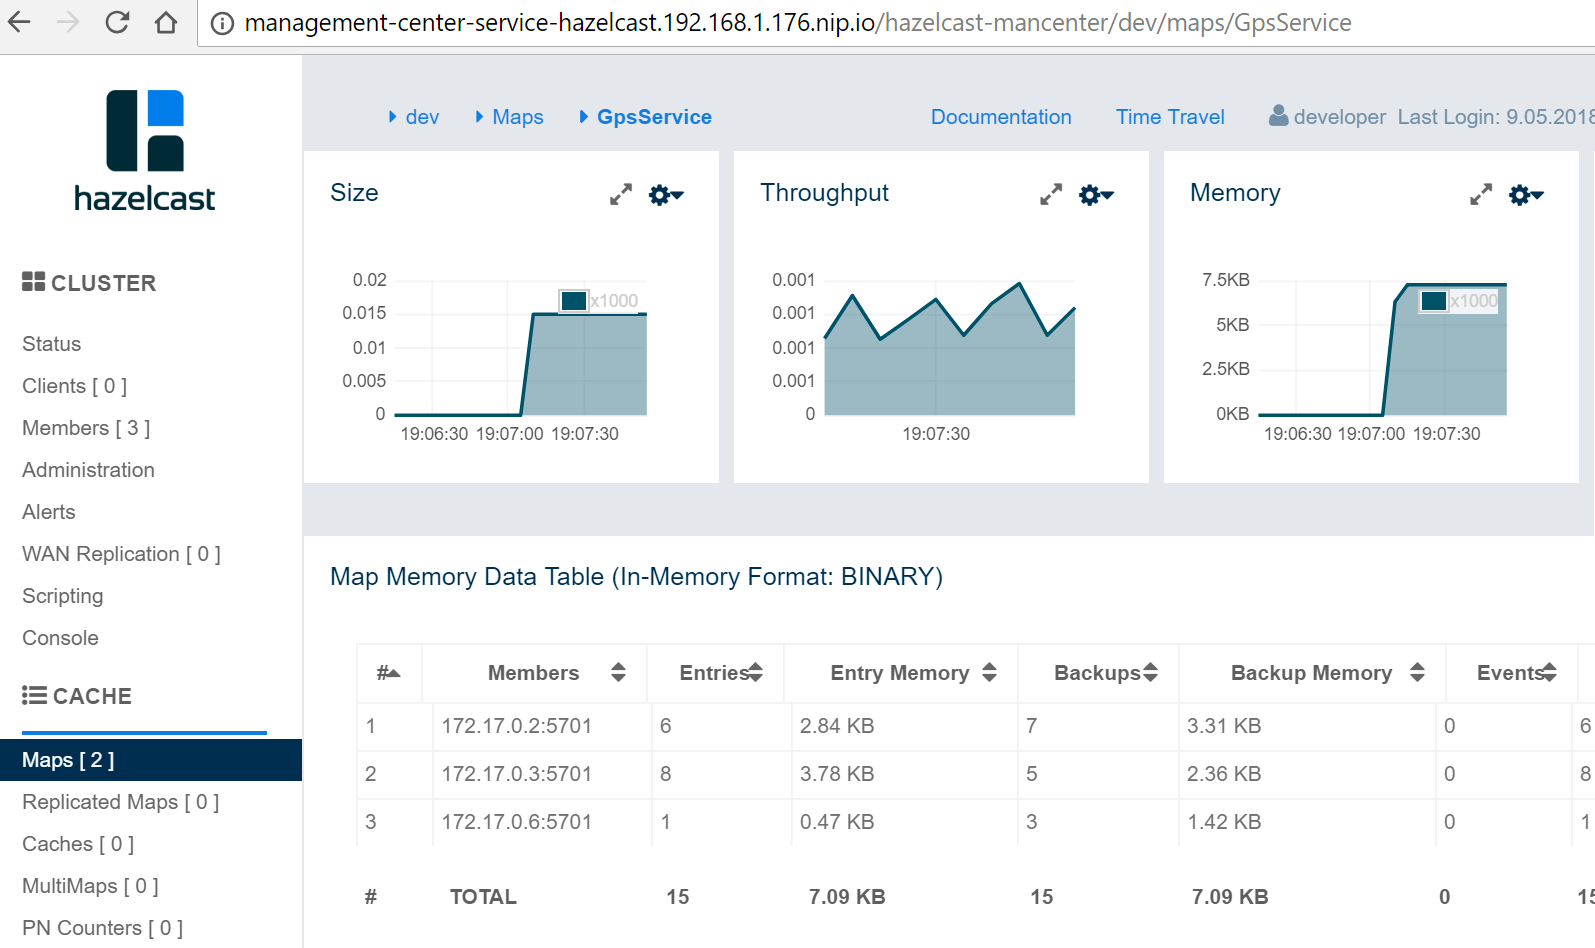 management-center-service-hazelcast.192.168.1.176.nip.io/hazelcast-mancenter/dev/maps/GpsService
hazelcast
dev Maps GpsService Documentation Time Travel developer Last Login: 9.05.2018
CLUSTER
Status
Clients [ 0 ]
Members [ 3 ]
Administration
Alerts
WAN Replication [ 0 ]
Scripting
Console
CACHE
Maps [ 2 ]
Replicated Maps [ 0 ]
Caches [ 0 ]
MultiMaps [ 0 ]
PN Counters [ 0 ]
Size
0.02
0.015
0.01
0.005
0
x1000
19:06:30 19:07:00 19:07:30
Throughput
0.001
0.001
0.001
0.001
0
19:07:30
Memory
7.5KB
5KB
2.5KB
0KB
x1000
19:06:30 19:07:00 19:07:30
Map Memory Data Table (In-Memory Format: BINARY)
# Members Entries Entry Memory Backups Backup Memory Events
1 172.17.0.2:5701 6 2.84 KB 7 3.31 KB 0 6
2 172.17.0.3:5701 8 3.78 KB 5 2.36 KB 0 8
3 172.17.0.6:5701 1 0.47 KB 3 1.42 KB 0 1
# TOTAL 15 7.09 KB 15 7.09 KB 0 15